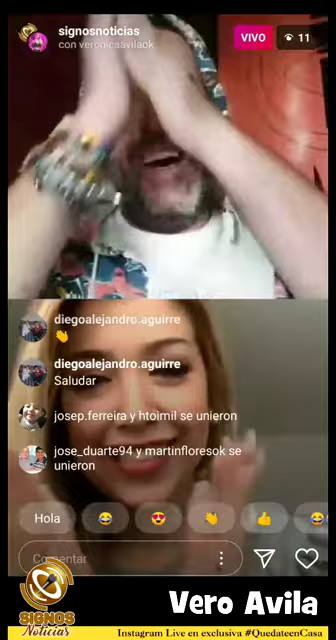 signosnoticias
con veronicaavilaok
VIVO
11
diegoalejandro.aguirre
👏
diegoalejandro.aguirre
Saludar
josep.ferreira y htoimil se unieron
jose_duarte94 y martinfloresok se
unieron
Hola
😂 😍 👏 👍 😂
Comentar
SIGNOS
Noticias
Vero Avila
Instagram Live en exclusiva #QuedateenCasa